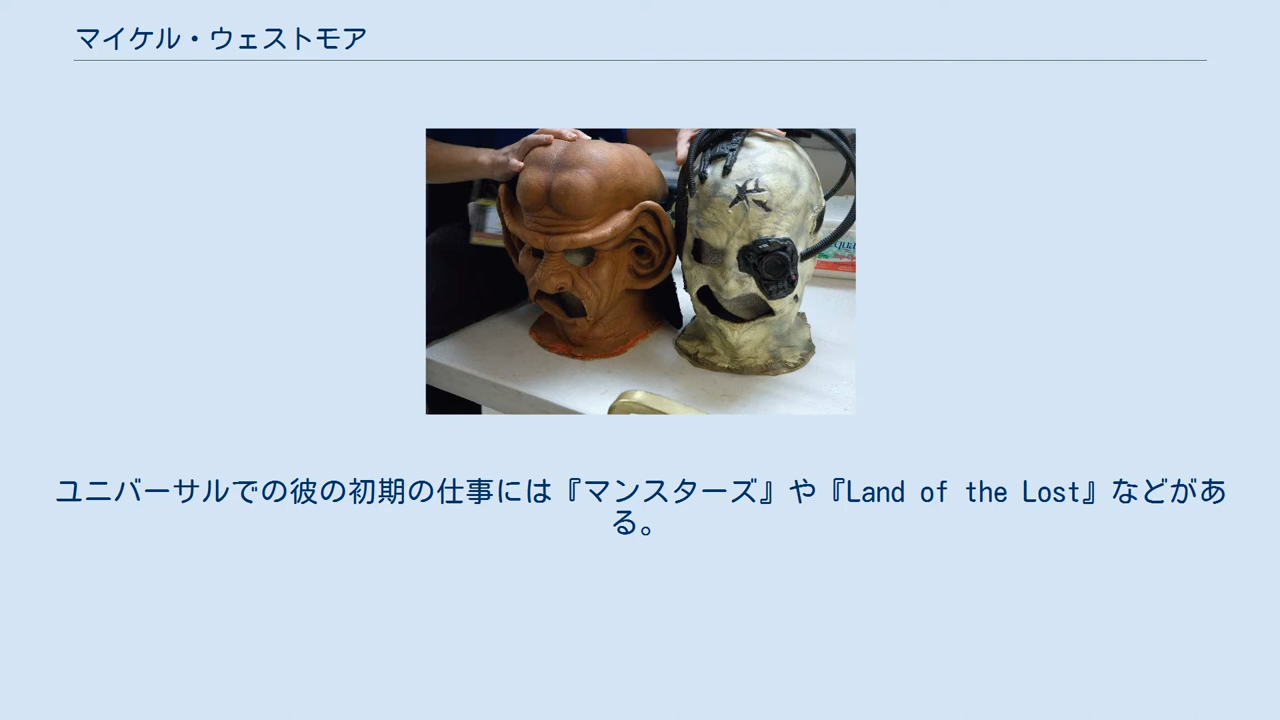 マイケル・ウェストモア
ユニバーサルでの彼の初期の仕事には『マンスターズ』や『Land of the Lost』などがあ
る。